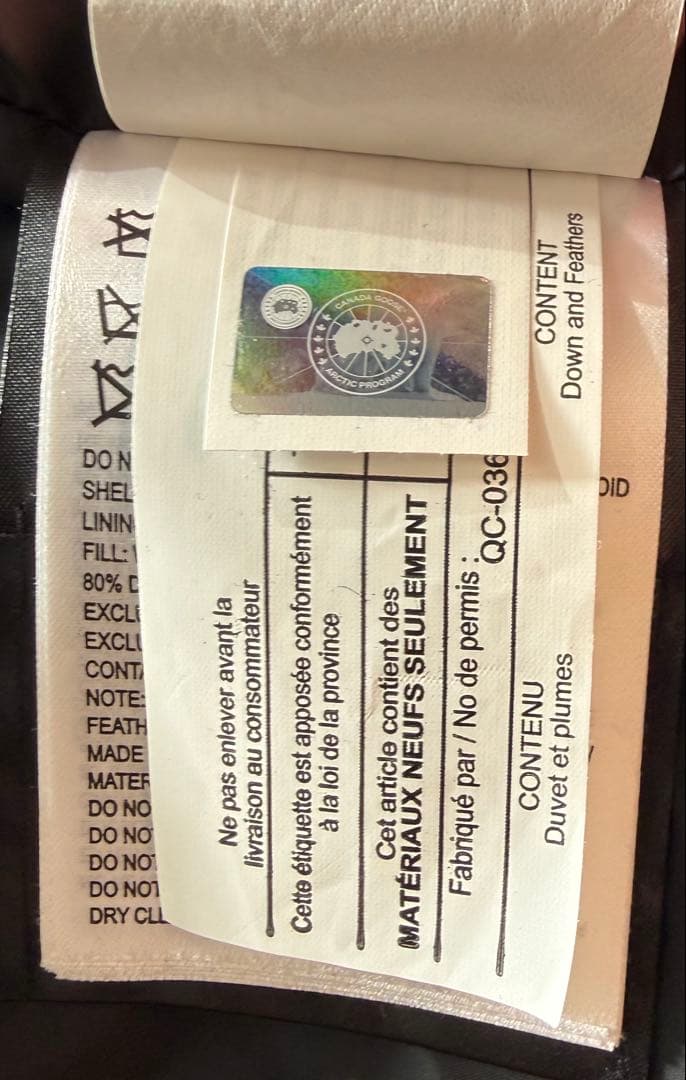 DO N
SHEL
LININ
FILL:
80% D
EXCLU
EXCLU
CONTA
NOTE:
FEATH
MADE
MATER
DO NO
DO NO
DO NOT
DO NOT
DRY CLE
Ne pas enlever avant la
livraison au consommateur
Cette étiquette est apposée conformément
à la loi de la province
Cet article contient des
MATÉRIAUX NEUFS SEULEMENT
Fabriqué par / No de permis :
QC-036
CONTENU
Duvet et plumes
CONTENT
Down and Feathers
CANADA GOOSE
ARCTIC PROGRAM
OID